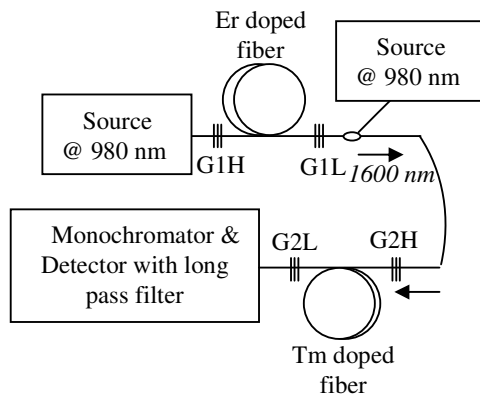 Er doped
fiber
Source
@ 980 nm
Source
@ 980 nm
G1H
G1L
1600 nm
Monochromator &
Detector with long
pass filter
G2L
G2H
Tm doped
fiber